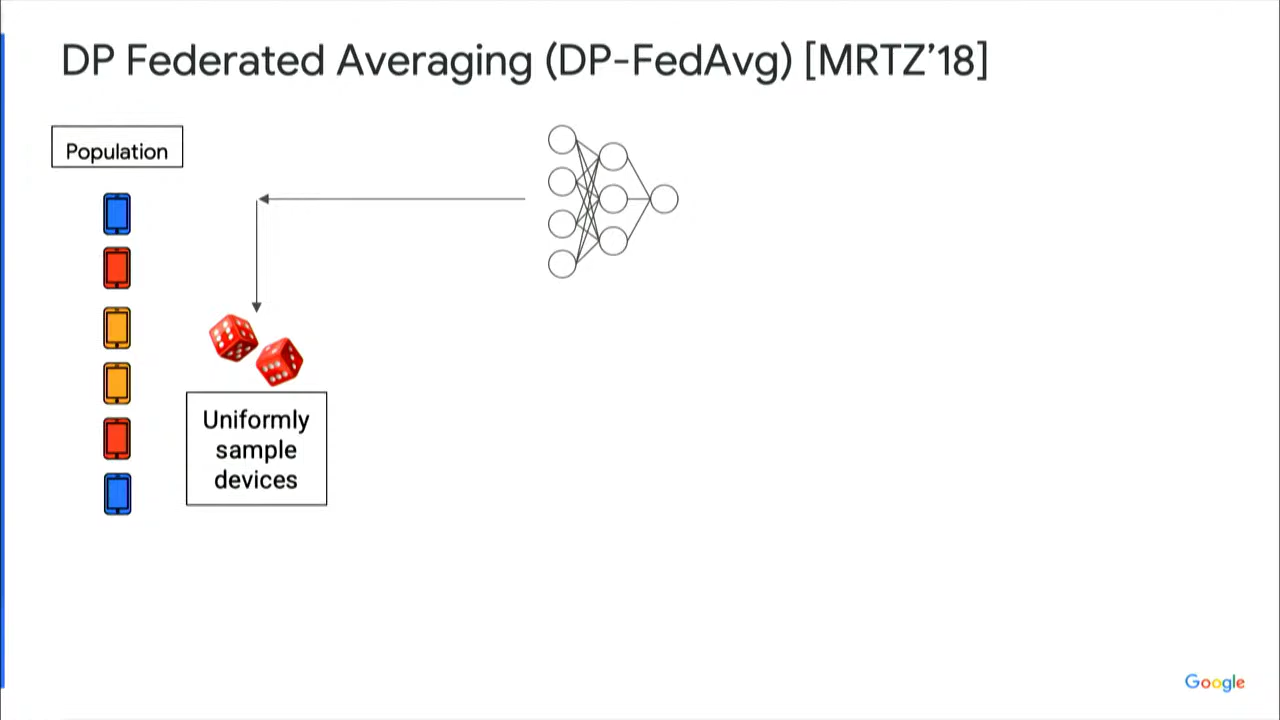 DP Federated Averaging (DP-FedAvg) [MRTZ’18]
Population
Uniformly
sample
devices
Google